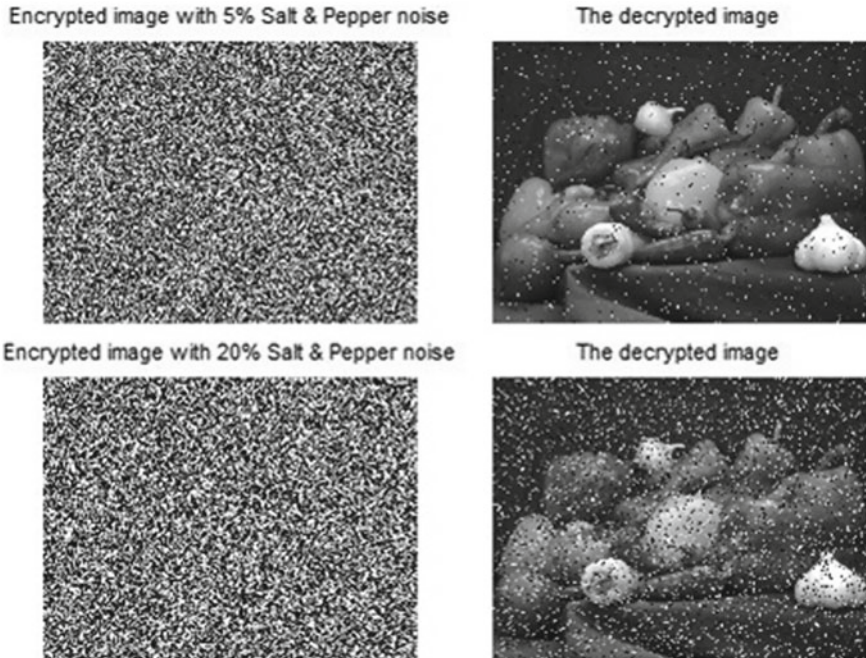 Encrypted image with 5% Salt & Pepper noise
The decrypted image
Encrypted image with 20% Salt & Pepper noise
The decrypted image